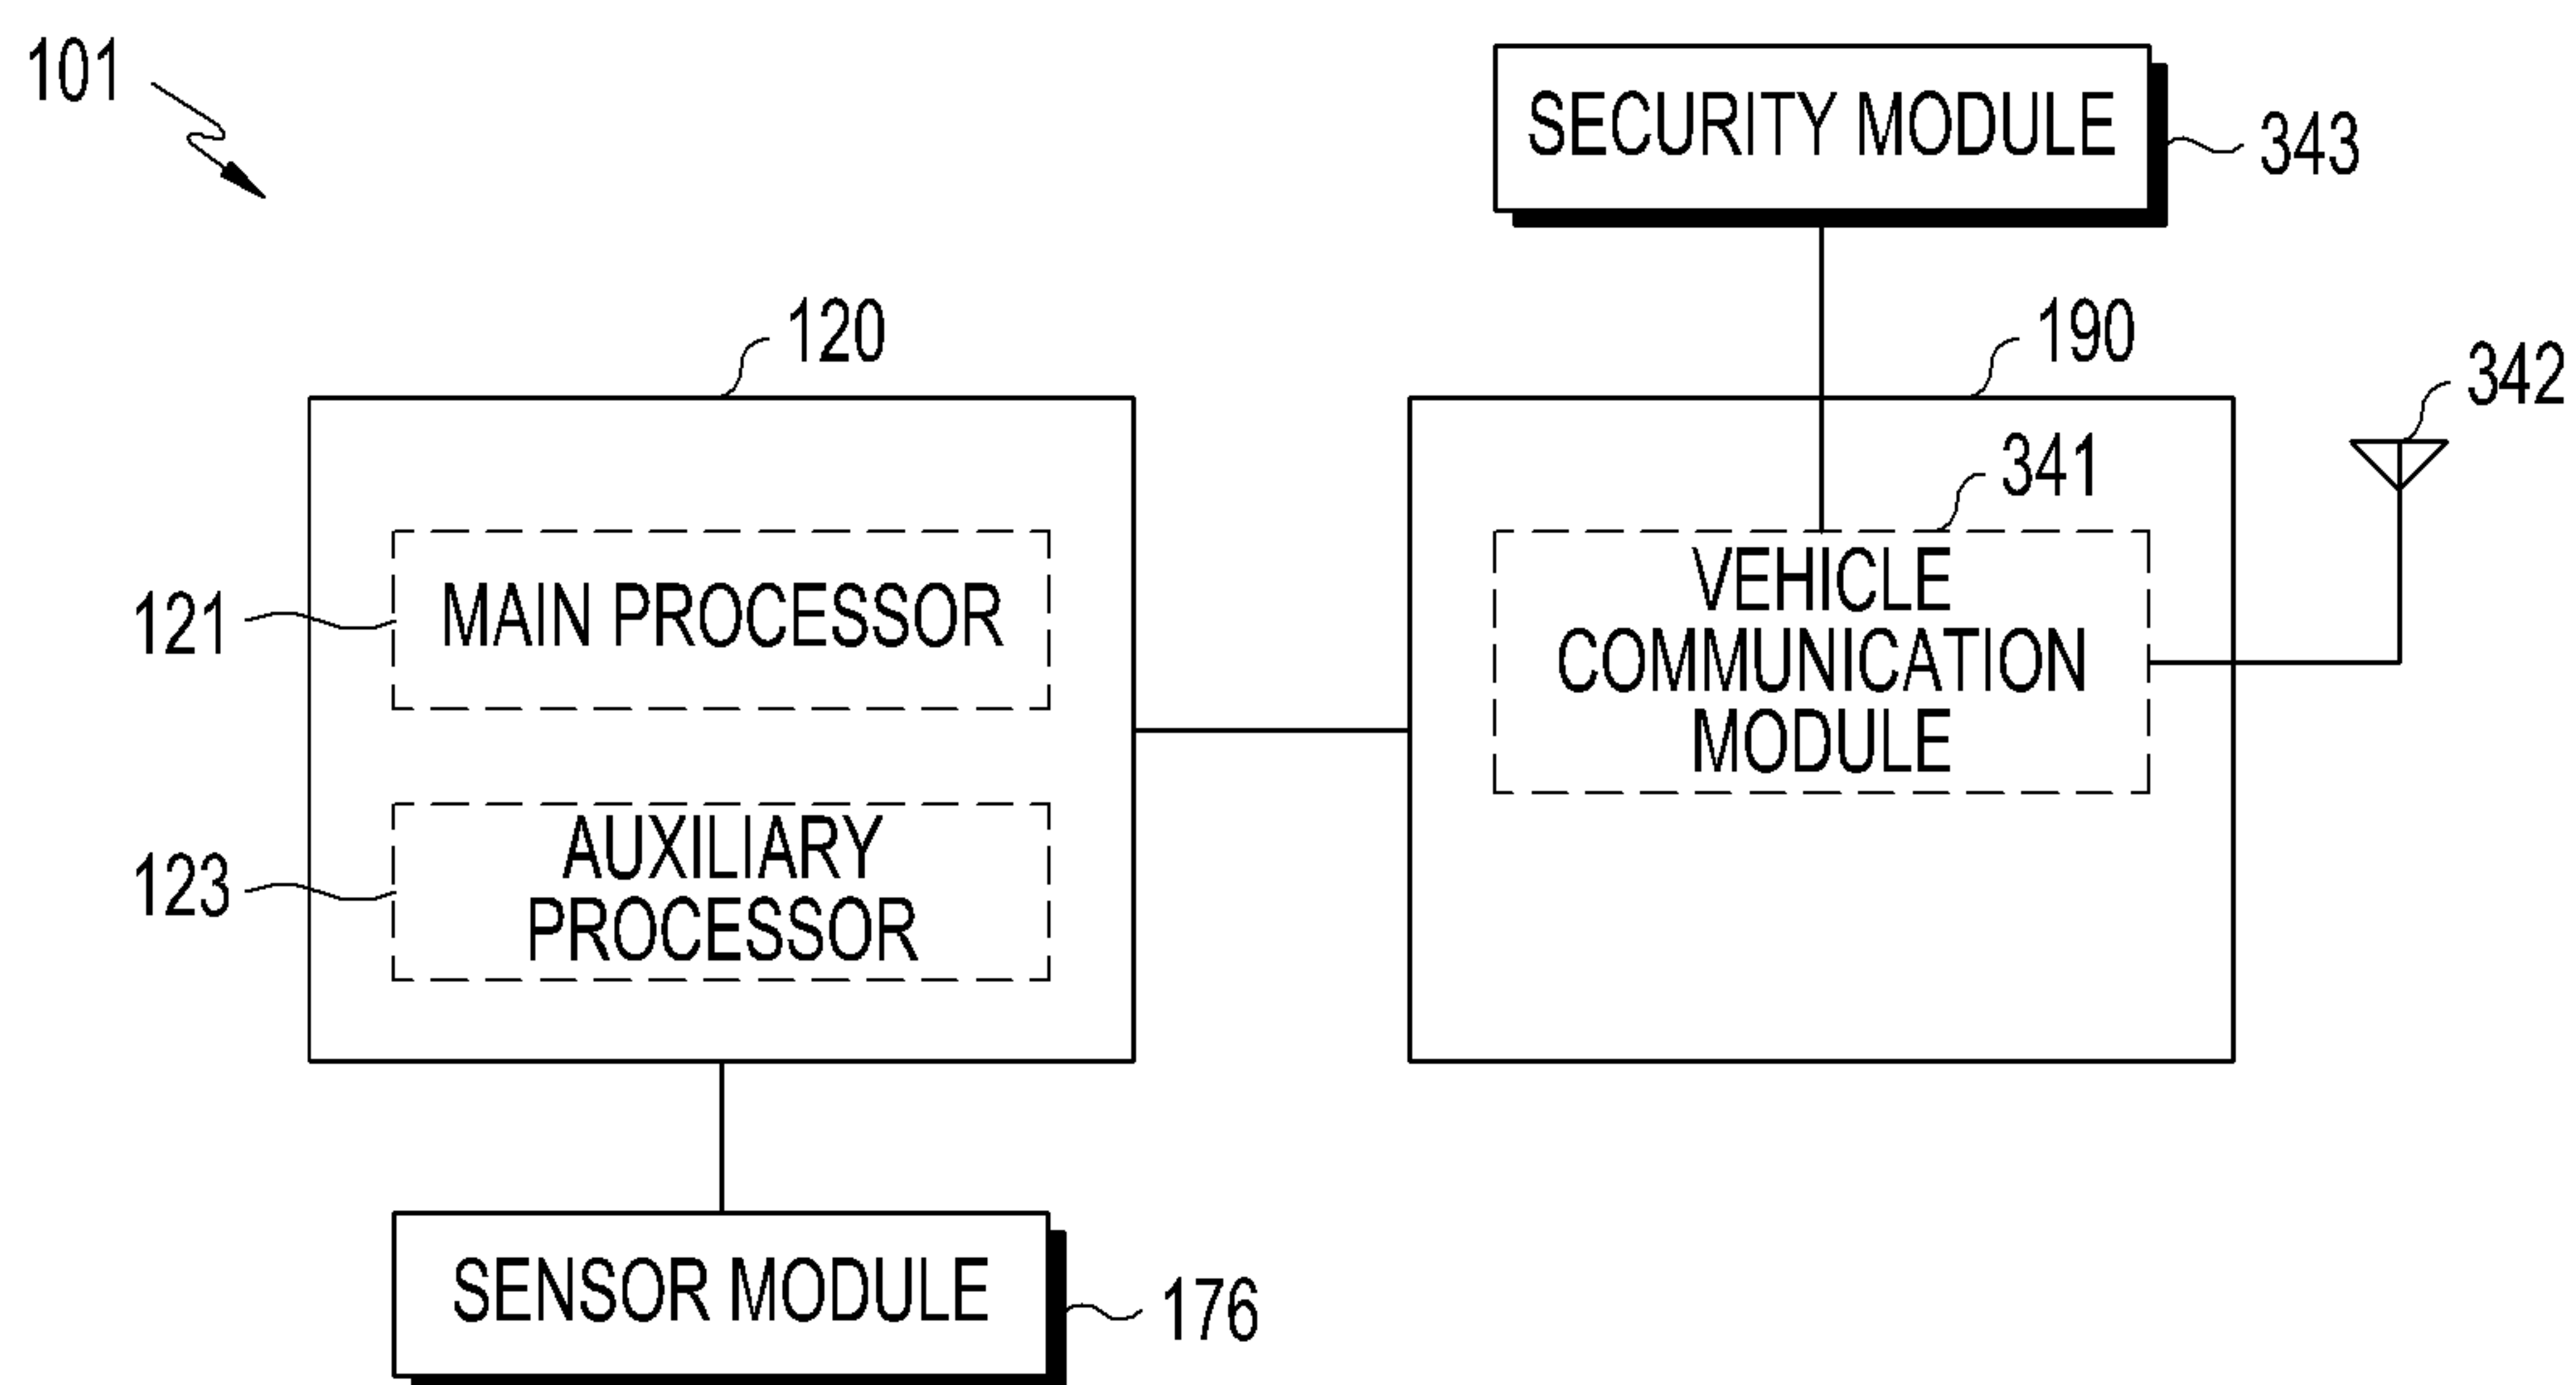 101
SECURITY MODULE
343
120
190
342
341
121
MAIN PROCESSOR
VEHICLE
COMMUNICATION
MODULE
123
AUXILIARY
PROCESSOR
SENSOR MODULE
176